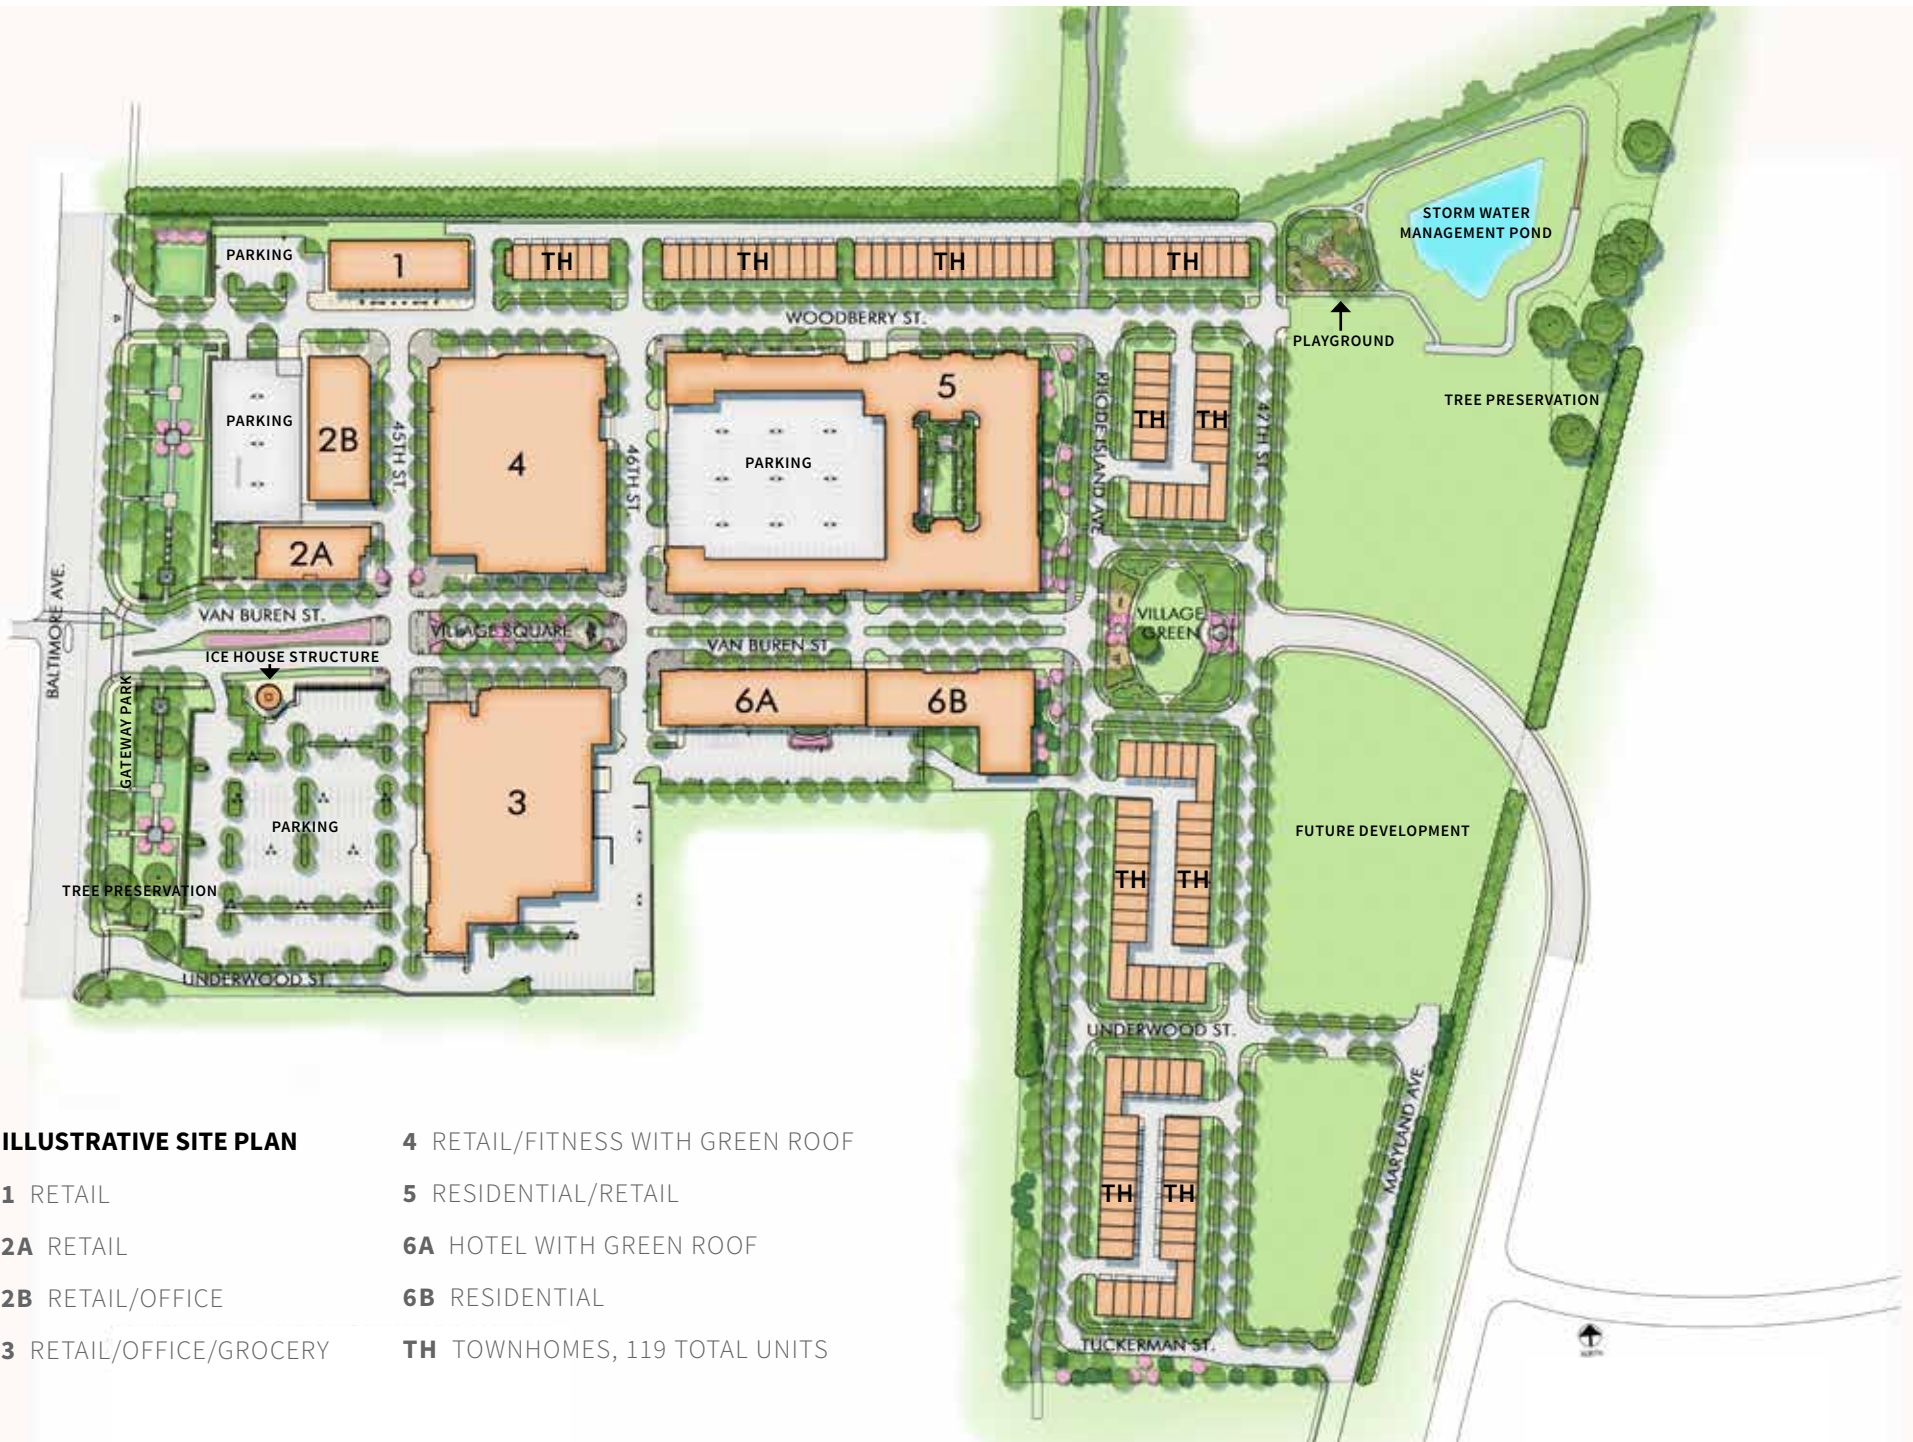 PARKING
1
TH
TH
TH
TH
STORM WATER
MANAGEMENT POND
WOODBERRY ST.
PLAYGROUND
TREE PRESERVATION
PARKING
2B
45TH ST.
4
46TH ST.
PARKING
5
RHODE ISLAND AVE
TH
TH
47TH ST.
2A
BALTIMORE AVE.
VAN BUREN ST.
VILLAGE SQUARE
VAN BUREN ST.
VILLAGE
GREEN
ICE HOUSE STRUCTURE
GATEWAY PARK
6A
6B
3
PARKING
FUTURE DEVELOPMENT
TREE PRESERVATION
TH
TH
UNDERWOOD ST.
UNDERWOOD ST.
MARYLAND AVE.
TH
TH
TUCKERMAN ST.
NORTH
ILLUSTRATIVE SITE PLAN
1 RETAIL
2A RETAIL
2B RETAIL/OFFICE
3 RETAIL/OFFICE/GROCERY
4 RETAIL/FITNESS WITH GREEN ROOF
5 RESIDENTIAL/RETAIL
6A HOTEL WITH GREEN ROOF
6B RESIDENTIAL
TH TOWNHOMES, 119 TOTAL UNITS